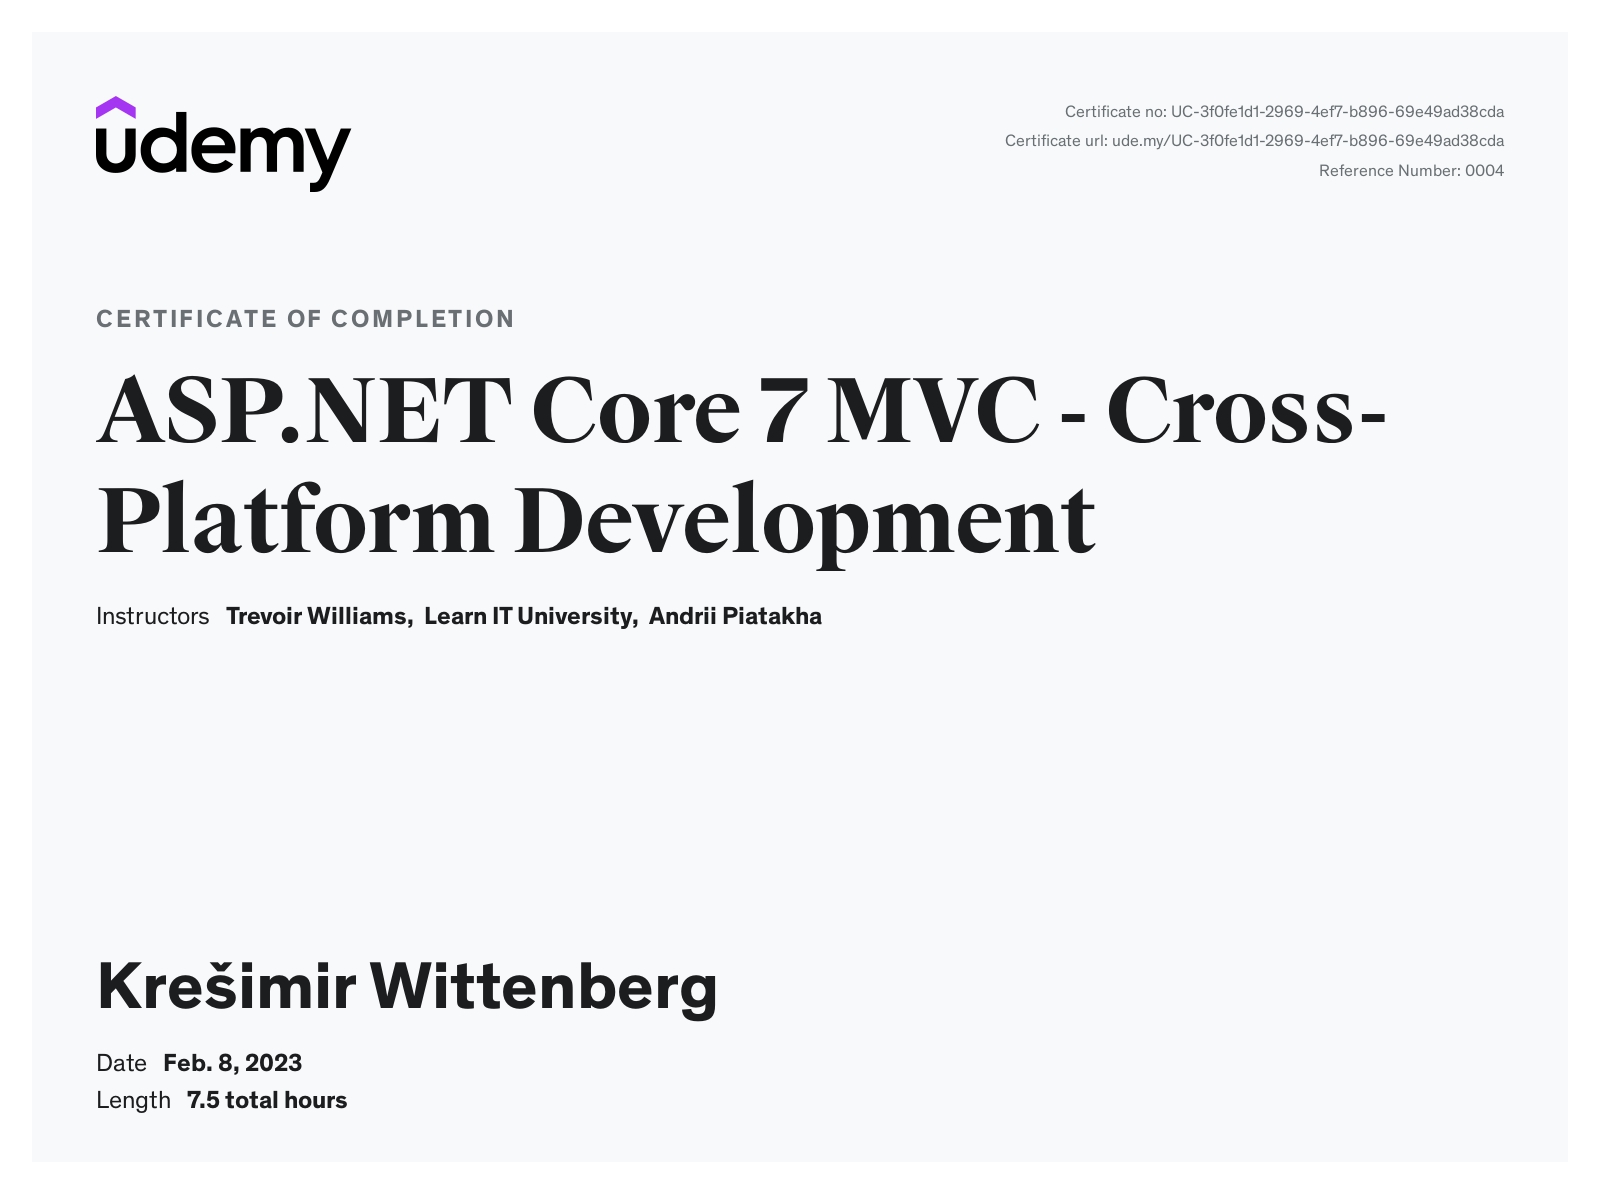 udemy
Certificate no: UC-3f0fe1d1-2969-4ef7-b896-69e49ad38cda
Certificate url: ude.my/UC-3f0fe1d1-2969-4ef7-b896-69e49ad38cda
Reference Number: 0004
CERTIFICATE OF COMPLETION
ASP.NET Core 7 MVC - Cross-
Platform Development
Instructors Trevoir Williams, Learn IT University, Andrii Piatakha
Krešimir Wittenberg
Date Feb. 8, 2023
Length 7.5 total hours